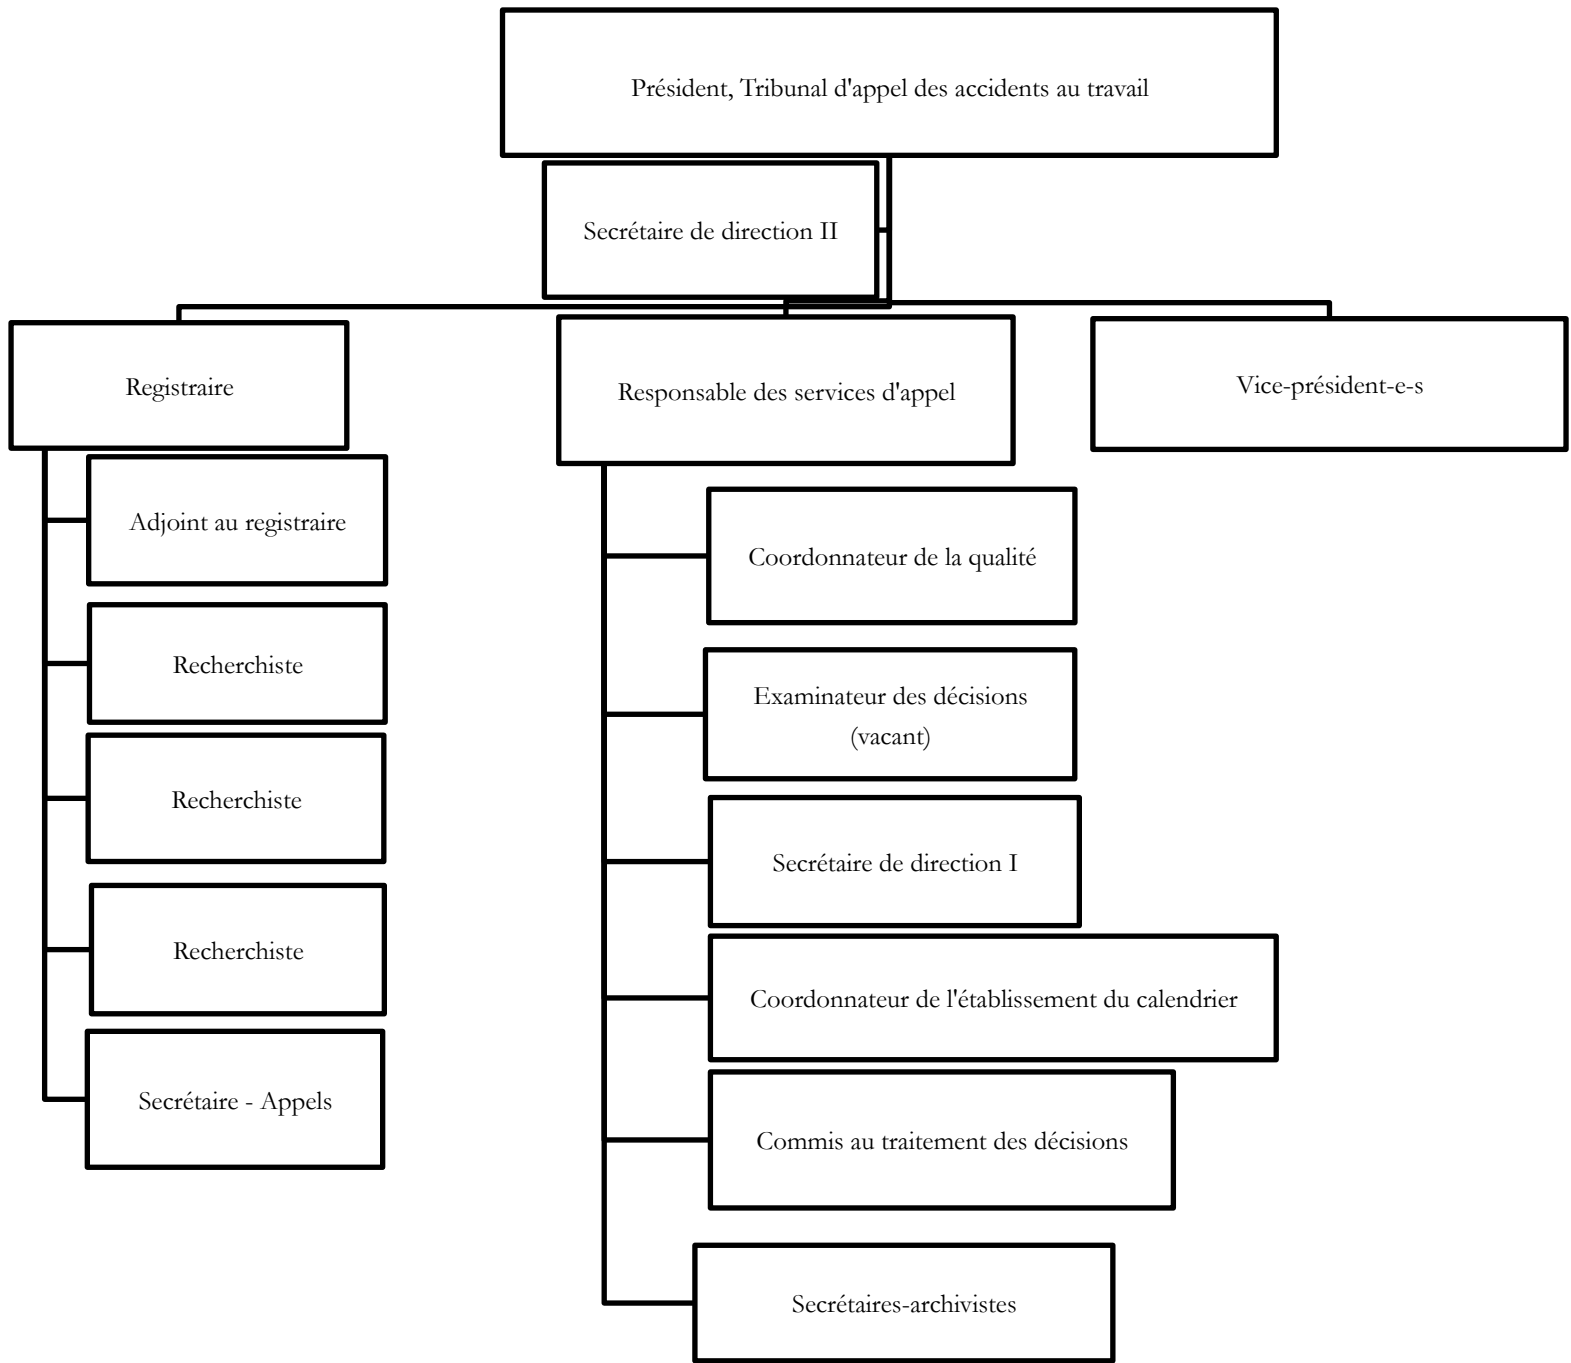 Président, Tribunal d'appel des accidents au travail
Secrétaire de direction II
Registraire
Responsable des services d'appel
Vice-président-e-s
Adjoint au registraire
Recherchiste
Recherchiste
Recherchiste
Secrétaire - Appels
Coordonnateur de la qualité
Examinateur des décisions
(vacant)
Secrétaire de direction I
Coordonnateur de l'établissement du calendrier
Commis au traitement des décisions
Secrétaires-archivistes